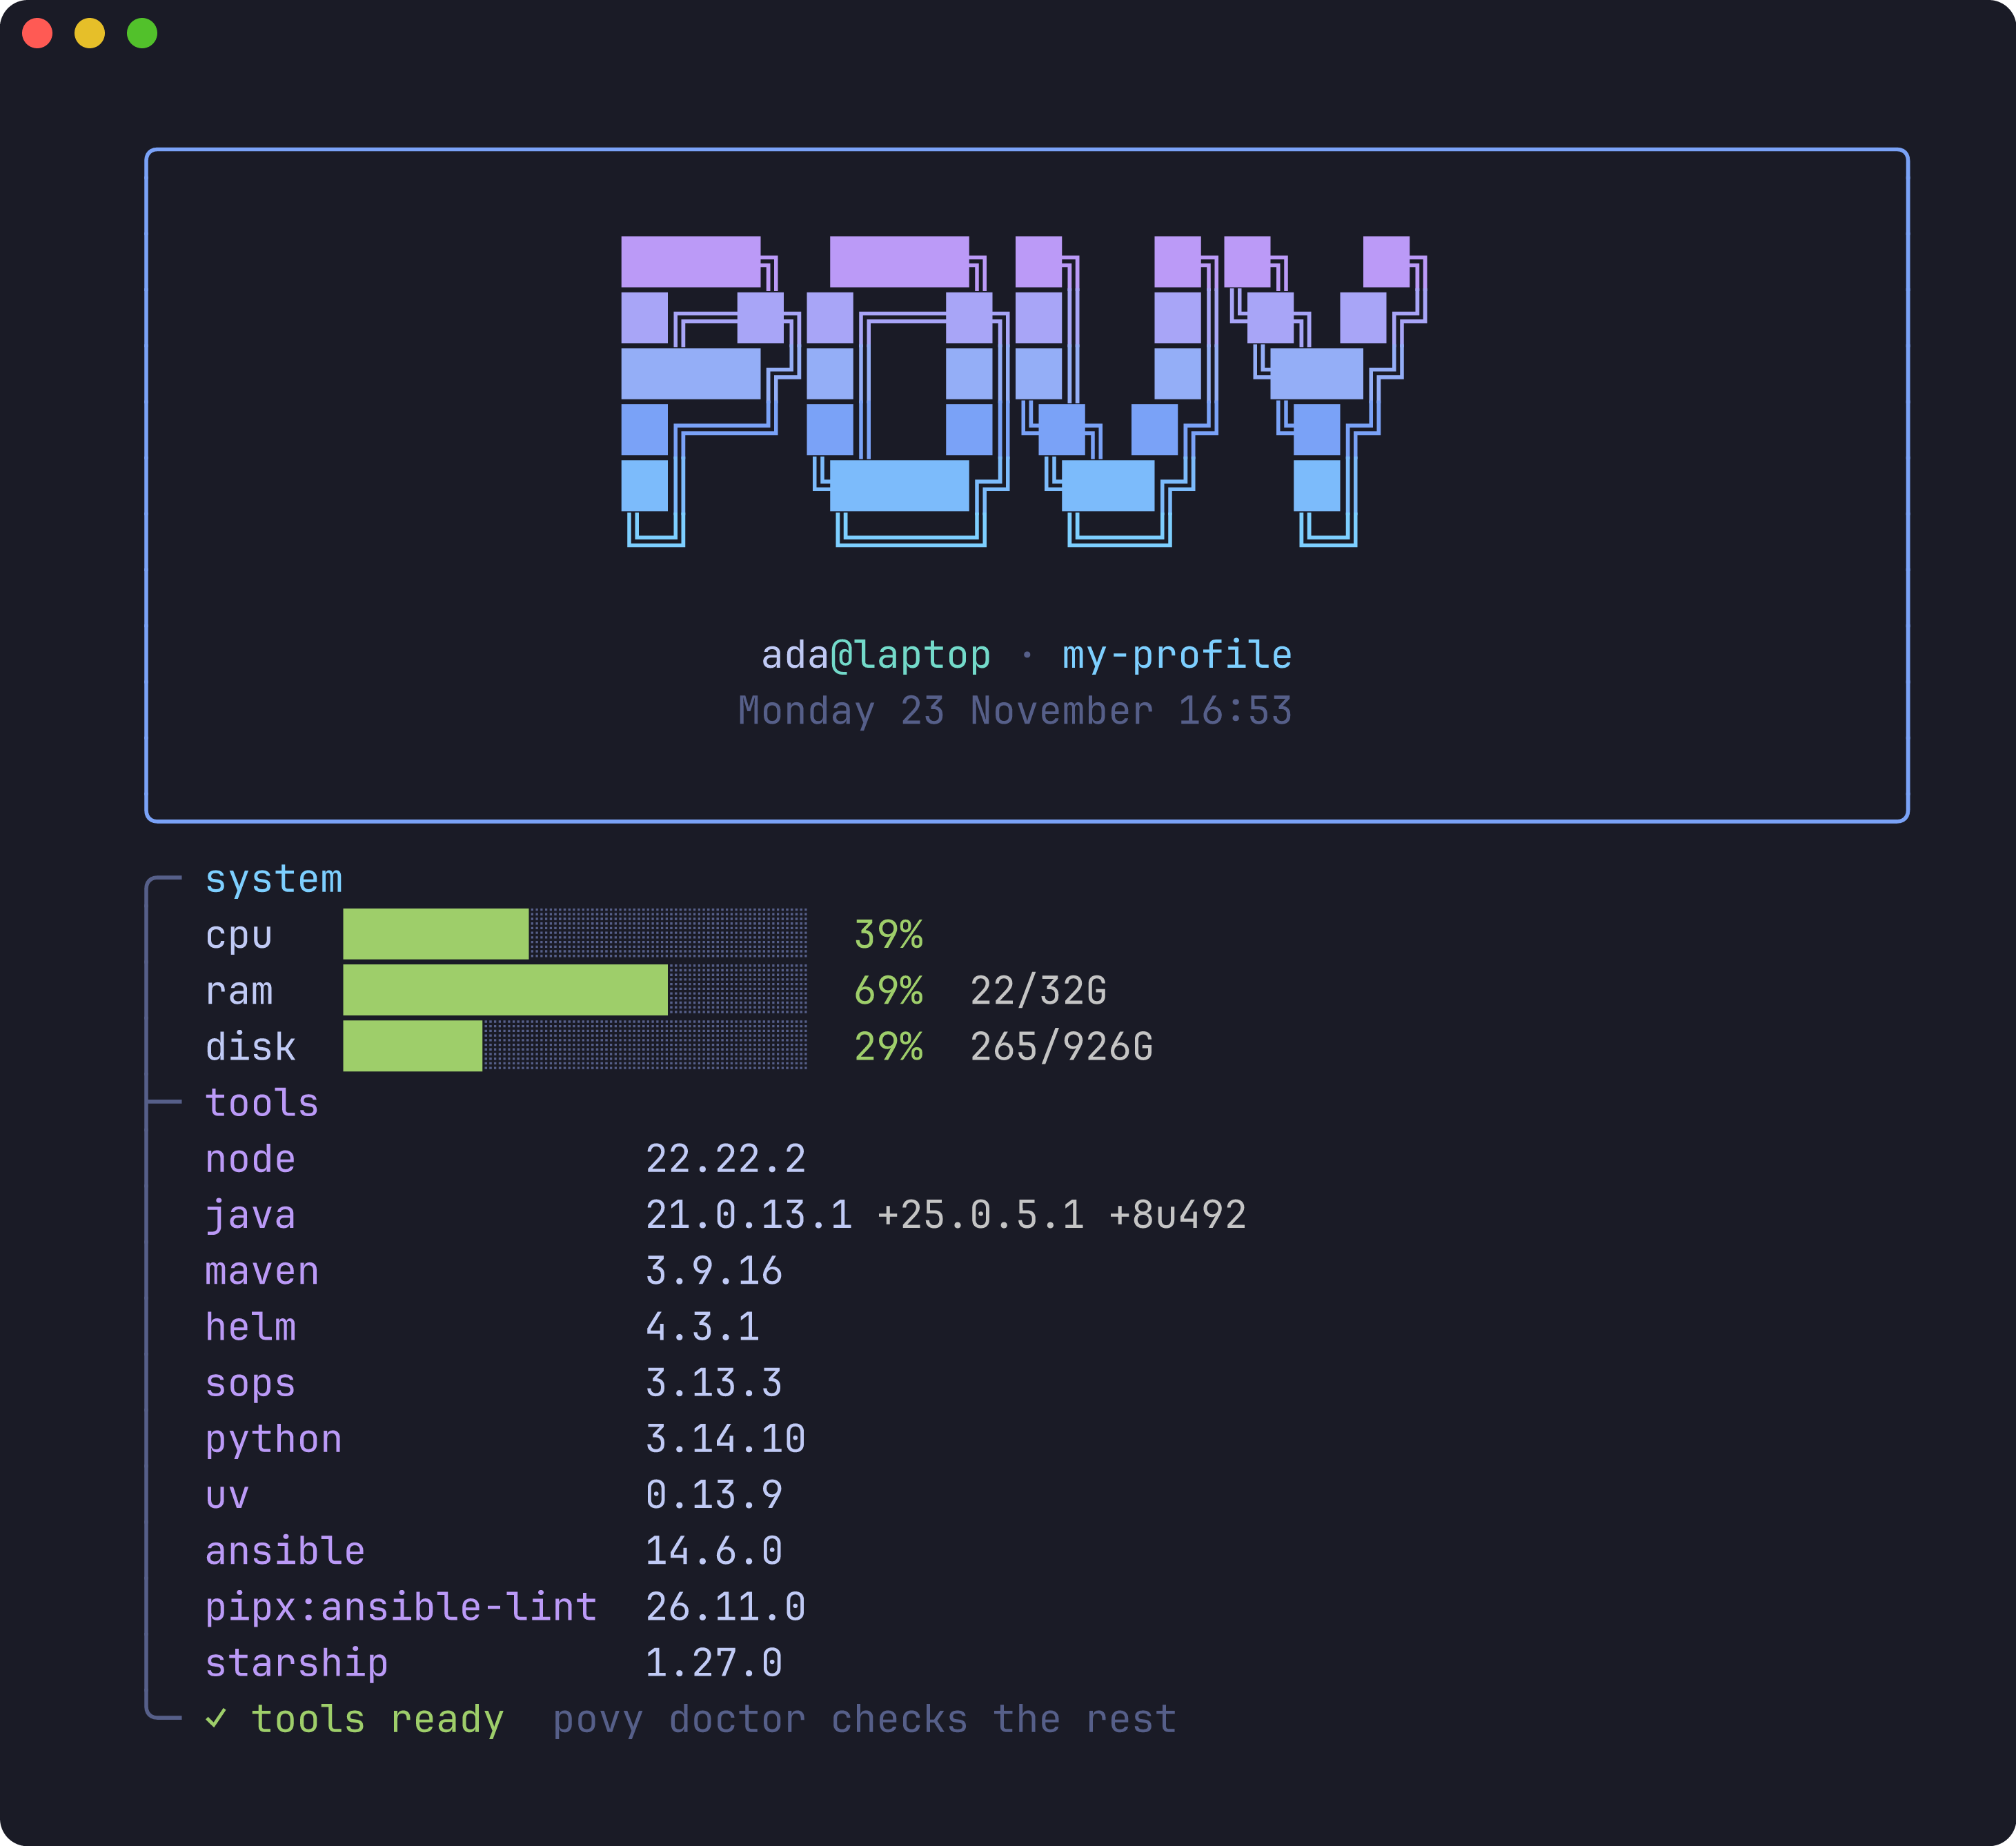 POVY
ada@laptop · my-profile
Monday 23 November 16:53
system
cpu 39%
ram 69% 22/32G
disk 29% 265/926G
tools
node 22.22.2
java 21.0.13.1 +25.0.5.1 +8u492
maven 3.9.16
helm 4.3.1
sops 3.13.3
python 3.14.10
uv 0.13.9
ansible 14.6.0
pipx:ansible-lint 26.11.0
starship 1.27.0
✓ tools ready povy doctor checks the rest